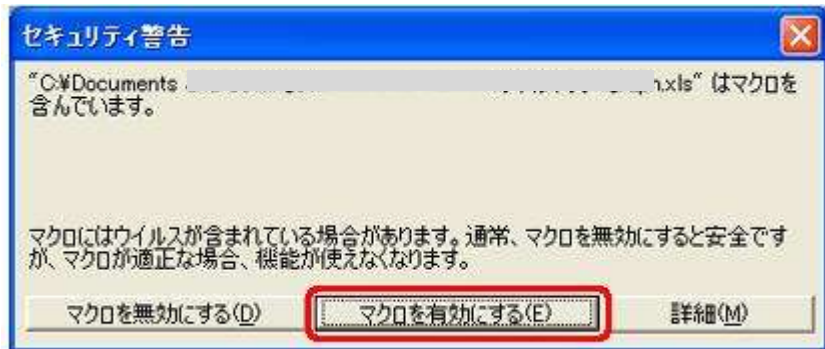 セキュリティ警告
"C:¥Documents .xls" はマクロを
含んでいます。
マクロにはウイルスが含まれている場合があります。通常、マクロを無効にすると安全です
が、マクロが適正な場合、機能が使えなくなります。
マクロを無効にする(D) マクロを有効にする(E) 詳細(M)